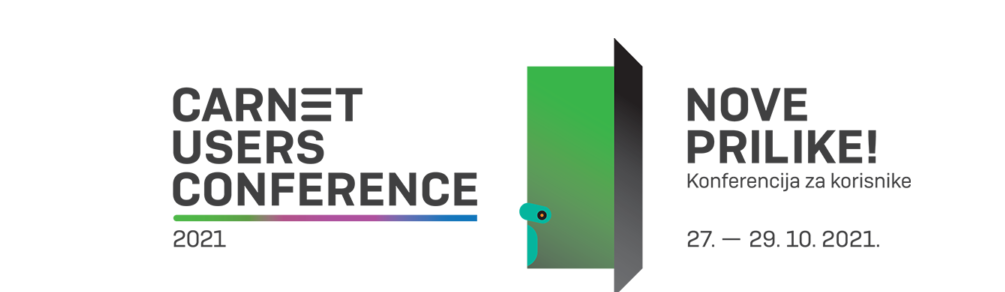 CARNET
USERS
CONFERENCE
2021
NOVE
PRILIKE!
Konferencija za korisnike
27. — 29. 10. 2021.